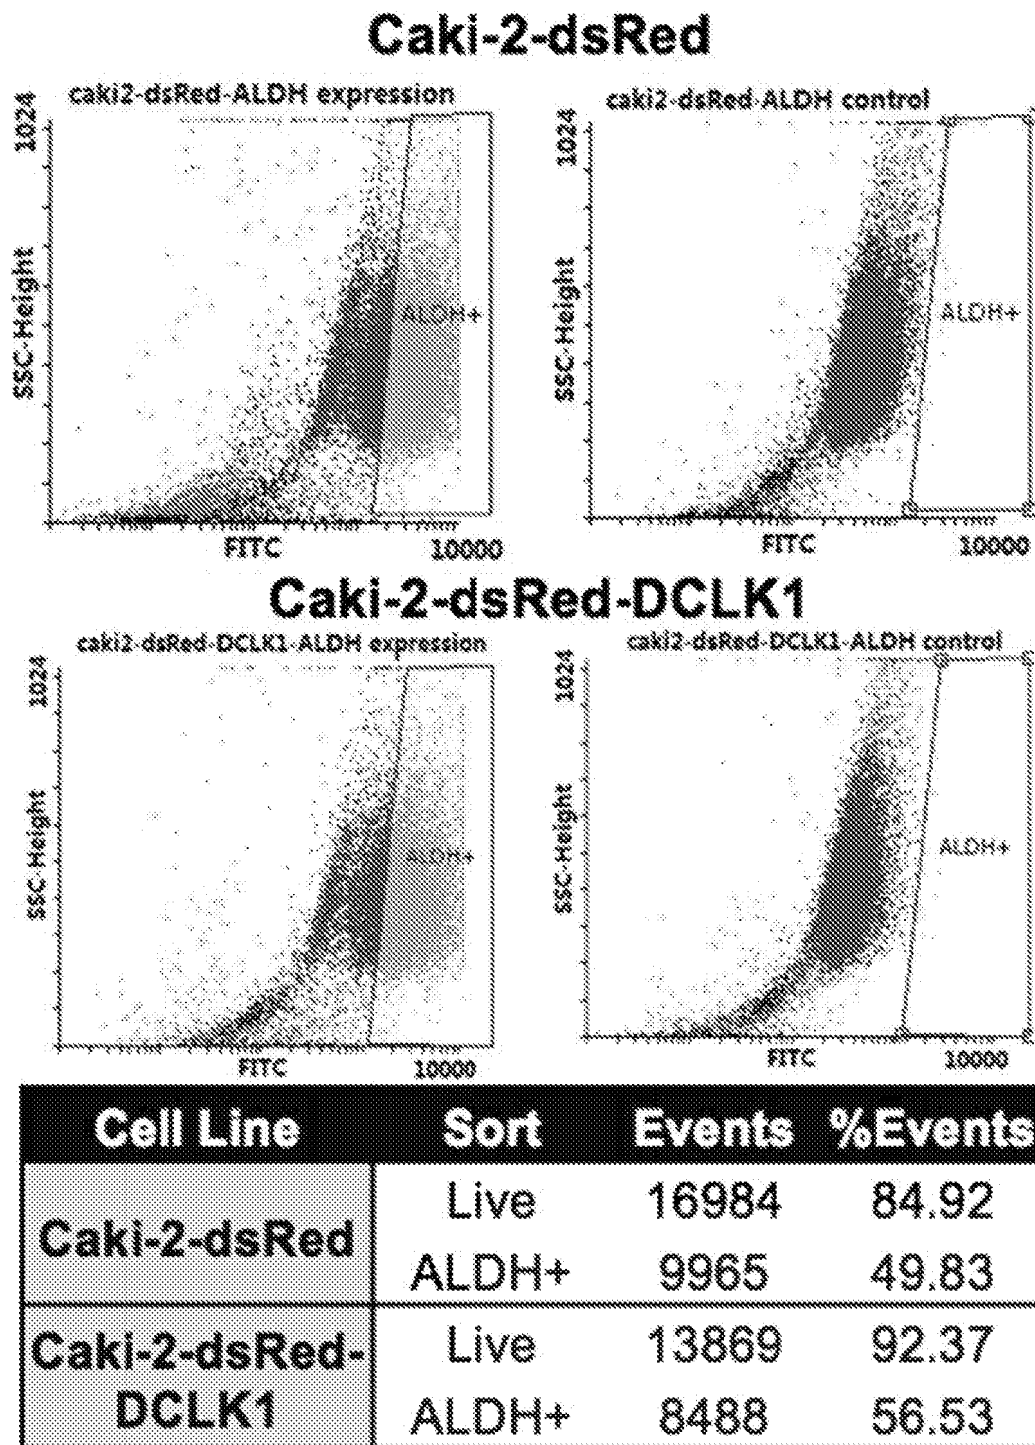 Caki-2-dsRed
caki2-dsRed-ALDH expression
1024
SSC-Height
ALDH+
FITC
10000
caki2-dsRed-ALDH control
1024
SSC-Height
ALDH+
FITC
10000
Caki-2-dsRed-DCLK1
caki2-dsRed-DCLK1-ALDH expression
1024
SSC-Height
ALDH+
FITC
10000
caki2-dsRed-DCLK1-ALDH control
1024
SSC-Height
ALDH+
FITC
10000
Cell Line Sort Events %Events
Caki-2-dsRed
Live 16984 84.92
ALDH+ 9965 49.83
Caki-2-dsRed-
DCLK1
Live 13869 92.37
ALDH+ 8488 56.53